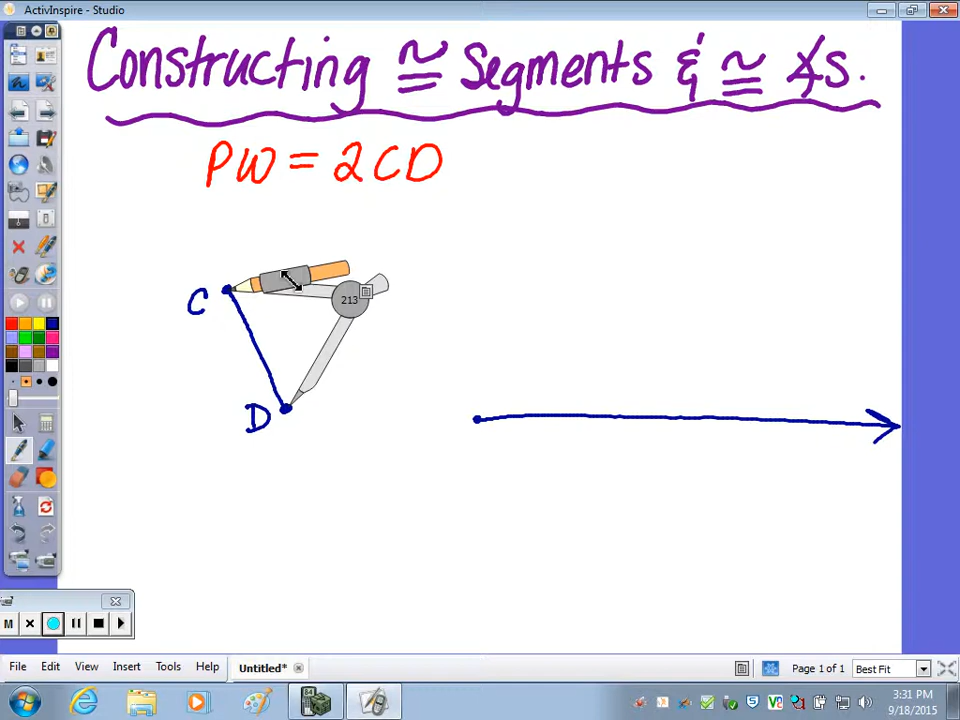 ActivInspire - Studio
Constructing ≅ Segments & ≅ ∡s.
PW = 2CD
C
213
D
M
File Edit View Insert Tools Help Untitled* Page 1 of 1 Best Fit
3:31 PM
9/18/2015